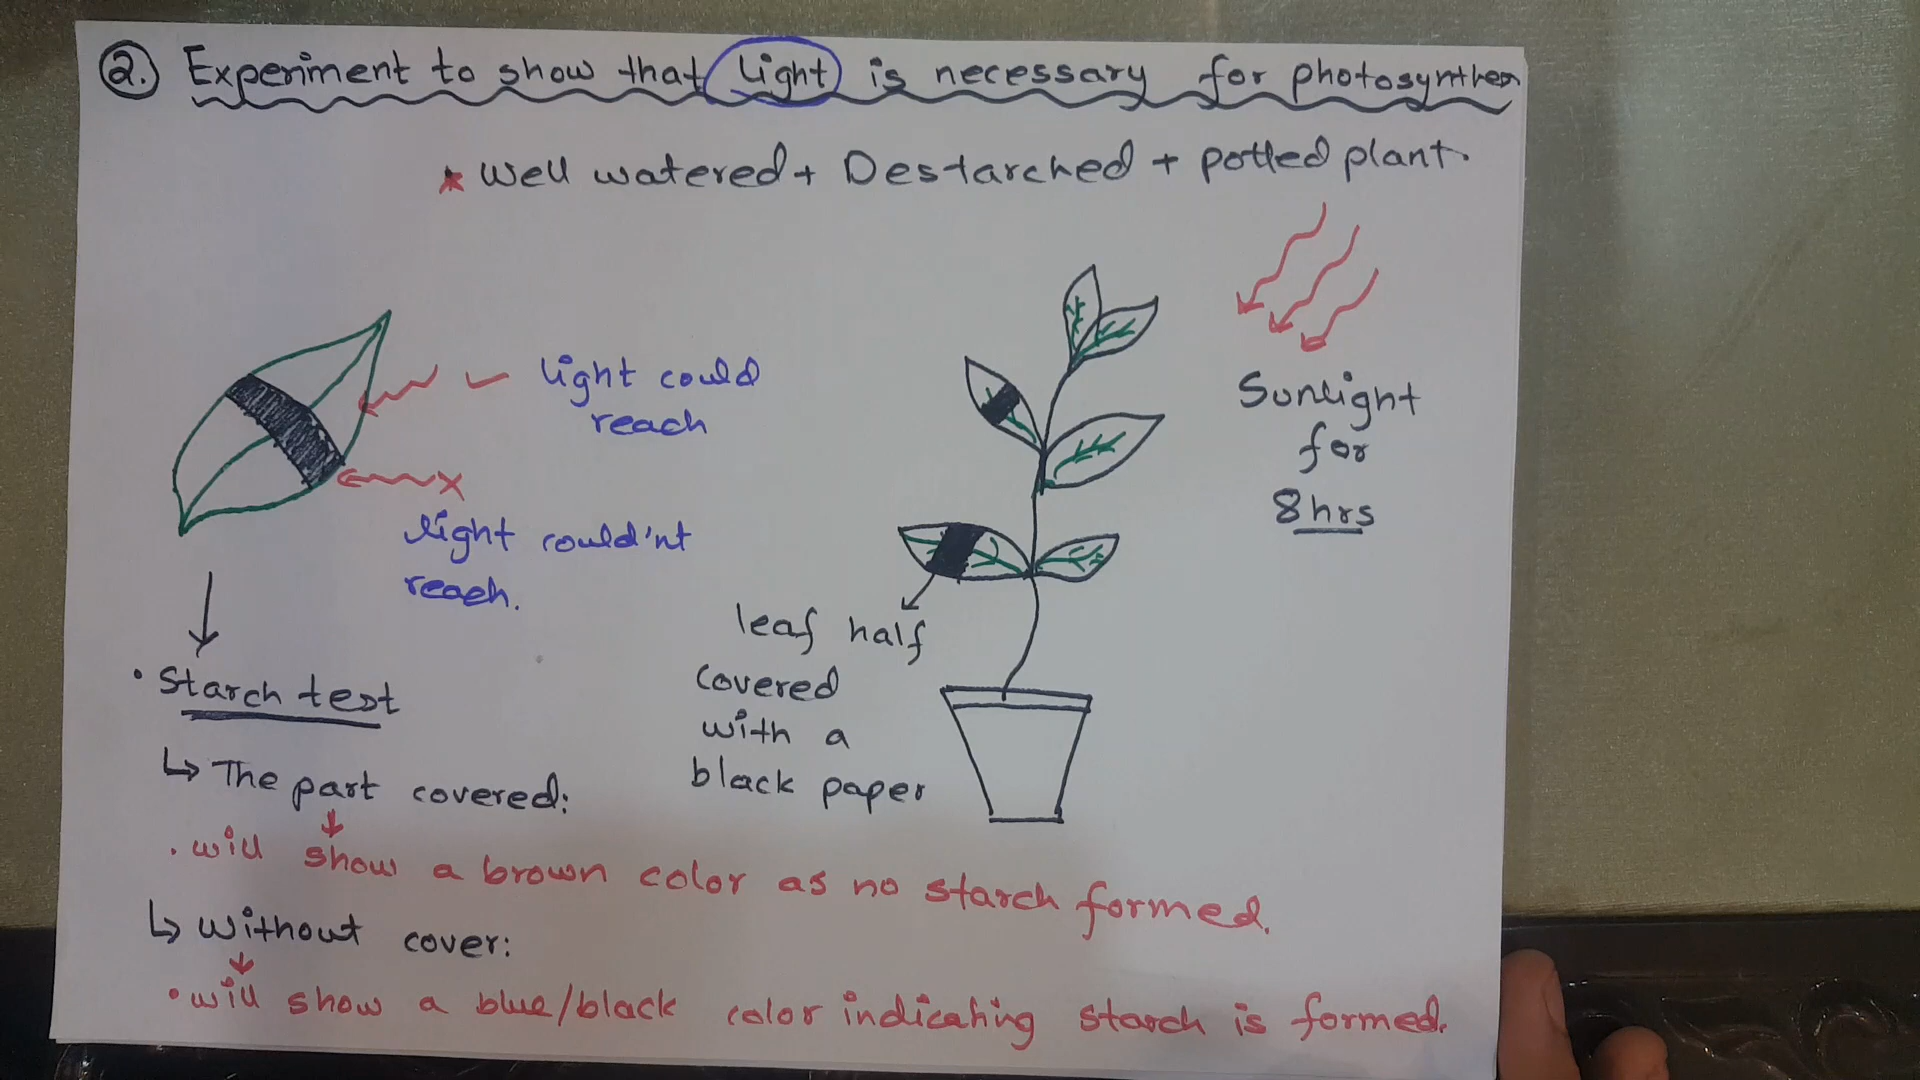 2. Experiment to show that light is necessary for photosynthes
* Well watered + Destarched + potted plant.
light could
reach
light could'nt
reach.
Sunlight
for
8 hrs
leaf half
covered
with a
black paper
• Starch test
↳ The part covered:
. will show a brown color as no starch formed.
↳ without cover:
• will show a blue/black color indicating starch is formed.